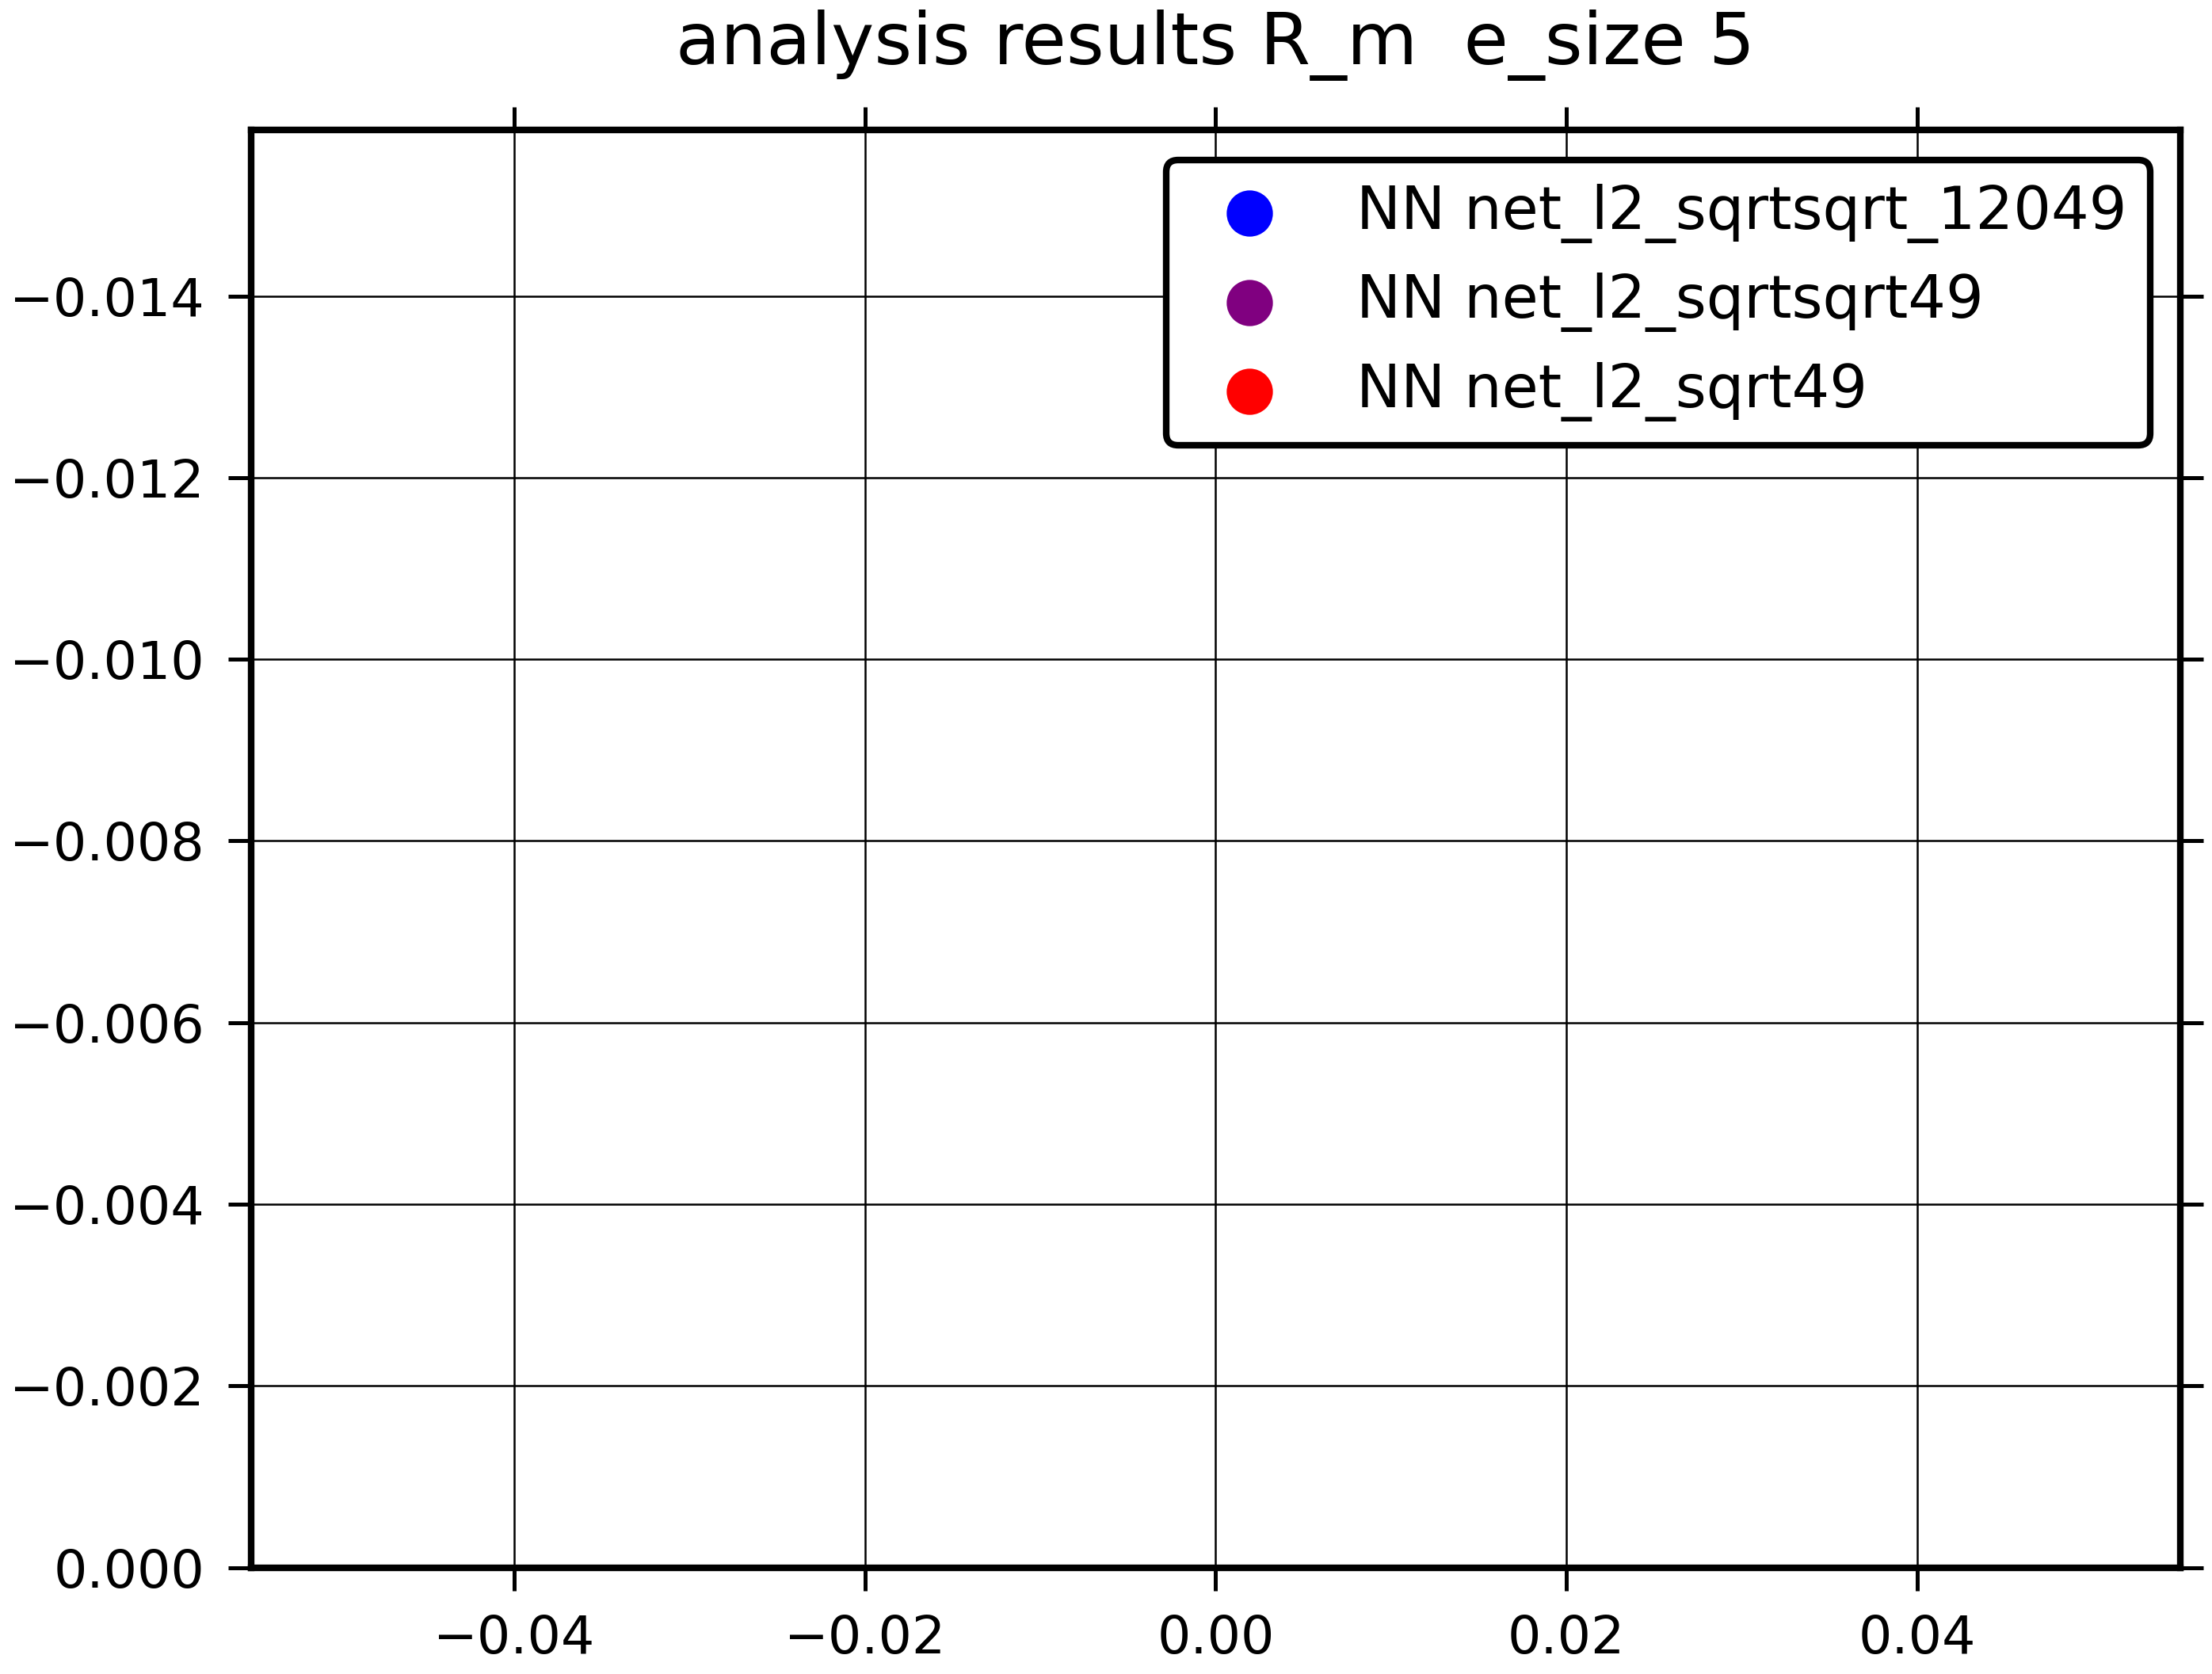 analysis results R_m  e_size 5
NN net_l2_sqrtsqrt_12049
NN net_l2_sqrtsqrt49
NN net_l2_sqrt49
−0.014
−0.012
−0.010
−0.008
−0.006
−0.004
−0.002
0.000
−0.04 −0.02 0.00 0.02 0.04